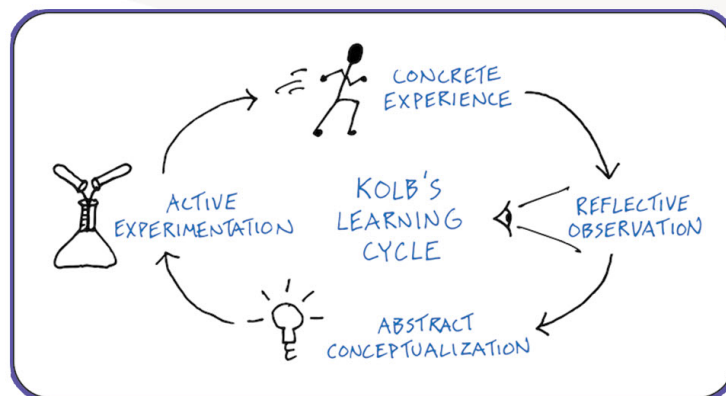 CONCRETE
EXPERIENCE
KOLB'S
LEARNING
CYCLE
REFLECTIVE
OBSERVATION
ABSTRACT
CONCEPTUALIZATION
ACTIVE
EXPERIMENTATION